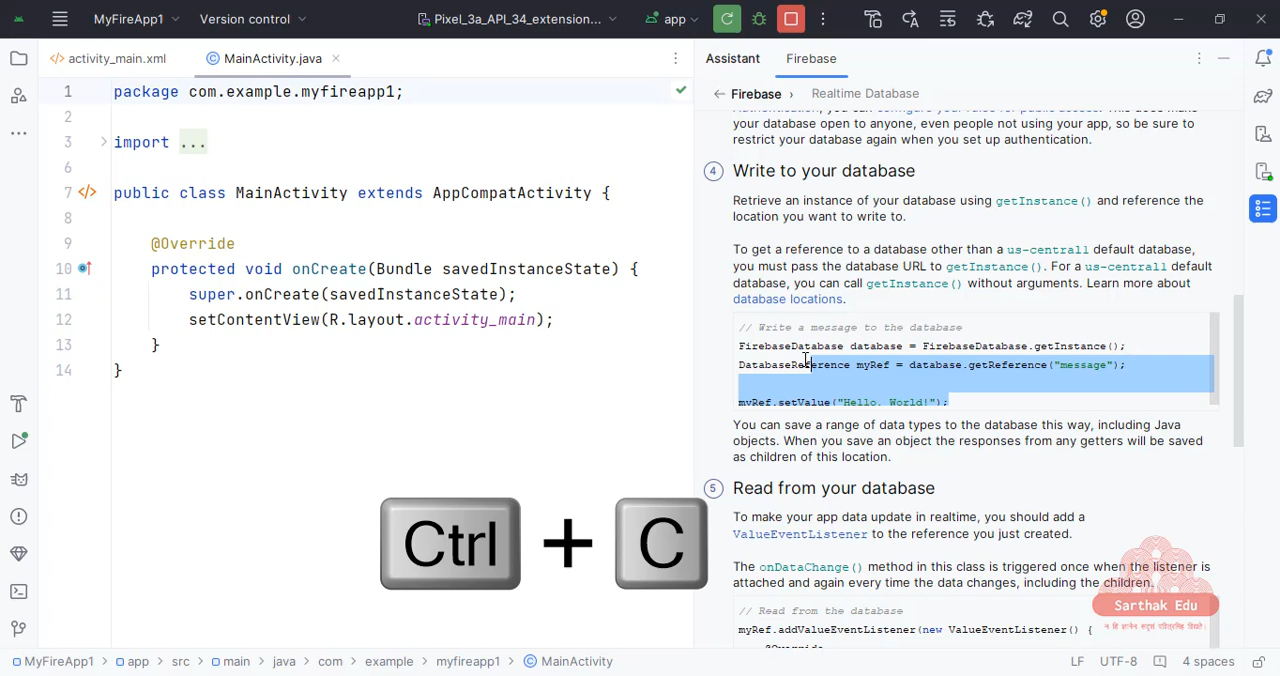 MyFireApp1 Version control Pixel_3a_API_34_extension... app
activity_main.xml MainActivity.java Assistant Firebase
1 package com.example.myfireapp1;
2
3 import ...
6
7 public class MainActivity extends AppCompatActivity {
8
9 @Override
10 protected void onCreate(Bundle savedInstanceState) {
11 super.onCreate(savedInstanceState);
12 setContentView(R.layout.activity_main);
13 }
14 }
Firebase › Realtime Database
Authentication, you can configure your rules for public access. This does make
your database open to anyone, even people not using your app, so be sure to
restrict your database again when you set up authentication.
4 Write to your database
Retrieve an instance of your database using getInstance() and reference the
location you want to write to.
To get a reference to a database other than a us-central1 default database,
you must pass the database URL to getInstance(). For a us-central1 default
database, you can call getInstance() without arguments. Learn more about
database locations.
// Write a message to the database
FirebaseDatabase database = FirebaseDatabase.getInstance();
DatabaseReference myRef = database.getReference("message");
myRef.setValue("Hello, World!");
You can save a range of data types to the database this way, including Java
objects. When you save an object the responses from any getters will be saved
as children of this location.
5 Read from your database
To make your app data update in realtime, you should add a
ValueEventListener to the reference you just created.
The onDataChange() method in this class is triggered once when the listener is
attached and again every time the data changes, including the children.
// Read from the database
myRef.addValueEventListener(new ValueEventListener() {
@Override
Ctrl + C
Sarthak Edu
MyFireApp1 › app › src › main › java › com › example › myfireapp1 › MainActivity LF UTF-8 4 spaces